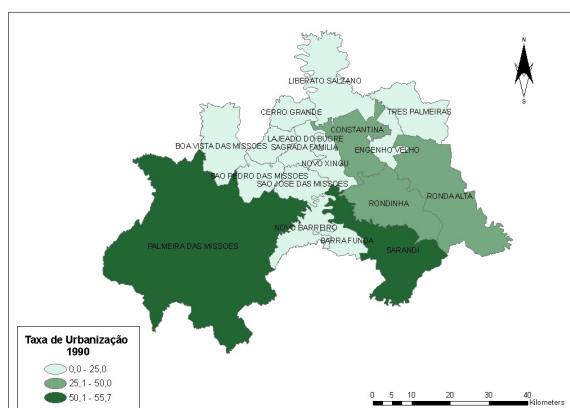 N
S
LIBERATO SALZANO
CERRO GRANDE
TRES PALMEIRAS
CONSTANTINA
LAJEADO DO BUGRE
BOA VISTA DAS MISSOES
SAGRADA FAMILIA
ENGENHO VELHO
NOVO XINGU
SAO PEDRO DAS MISSOES
SAO JOSE DAS MISSOES
RONDA ALTA
RONDINHA
NOVO BARREIRO
BARRA FUNDA
PALMEIRA DAS MISSOES
SARANDI
Taxa de Urbanização
1990
0,0 - 25,0
25,1 - 50,0
50,1 - 55,7
0 5 10 20 30 40
Kilometers